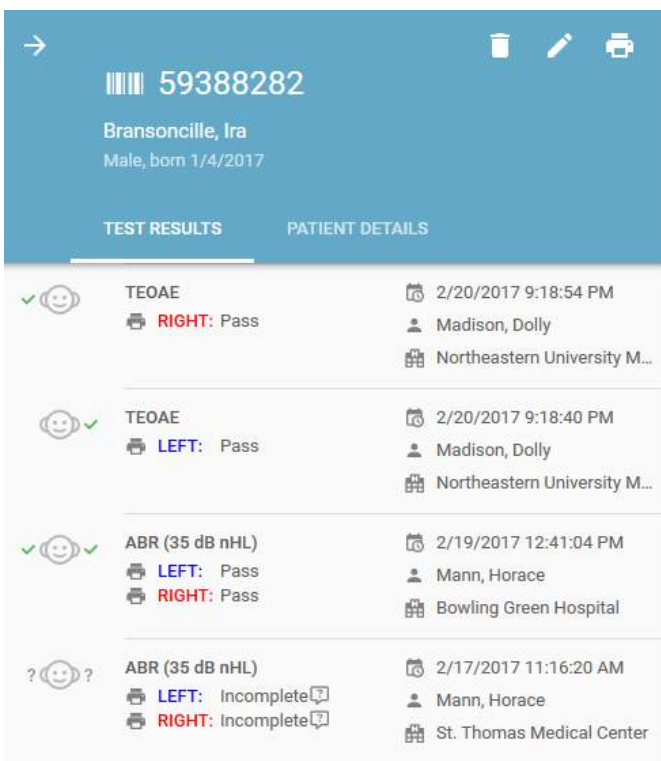 59388282
Bransoncille, Ira
Male, born 1/4/2017
TEST RESULTS PATIENT DETAILS
TEOAE 2/20/2017 9:18:54 PM
RIGHT: Pass Madison, Dolly
Northeastern University M...
TEOAE 2/20/2017 9:18:40 PM
LEFT: Pass Madison, Dolly
Northeastern University M...
ABR (35 dB nHL) 2/19/2017 12:41:04 PM
LEFT: Pass Mann, Horace
RIGHT: Pass Bowling Green Hospital
? ? ABR (35 dB nHL) 2/17/2017 11:16:20 AM
LEFT: Incomplete ? Mann, Horace
RIGHT: Incomplete ? St. Thomas Medical Center